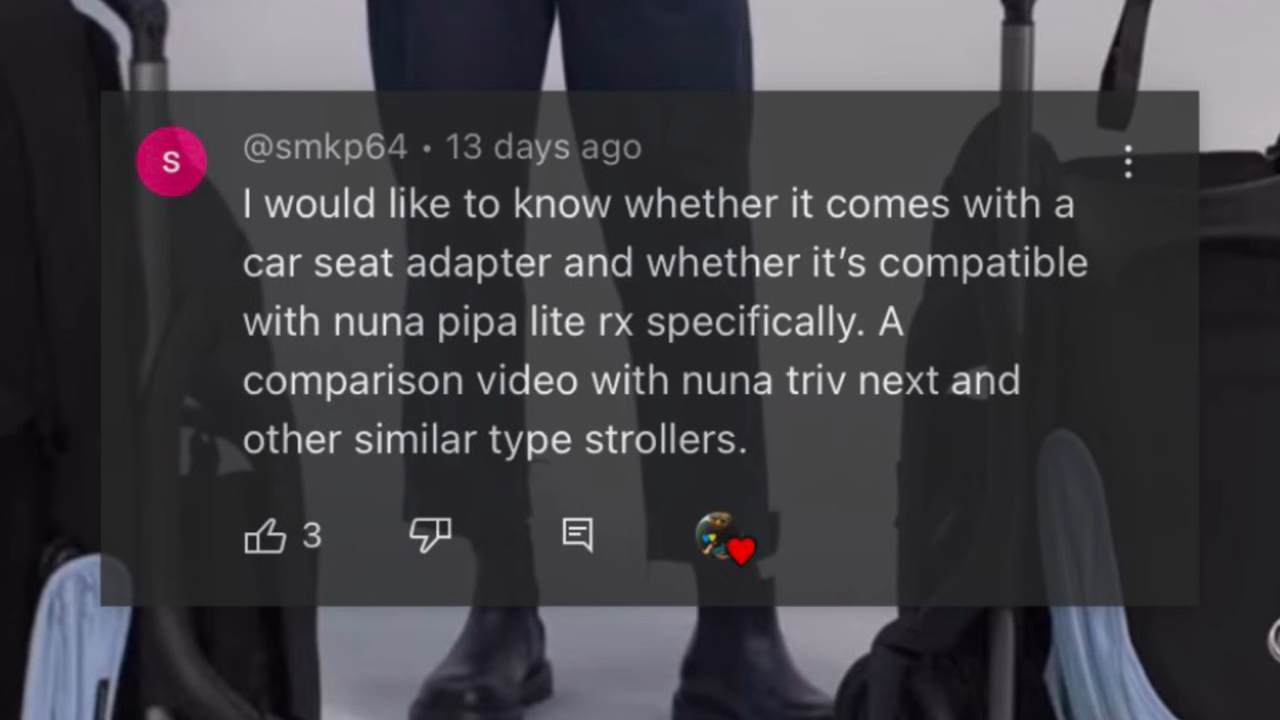 S
@smkp64 • 13 days ago
I would like to know whether it comes with a
car seat adapter and whether it's compatible
with nuna pipa lite rx specifically. A
comparison video with nuna triv next and
other similar type strollers.
3